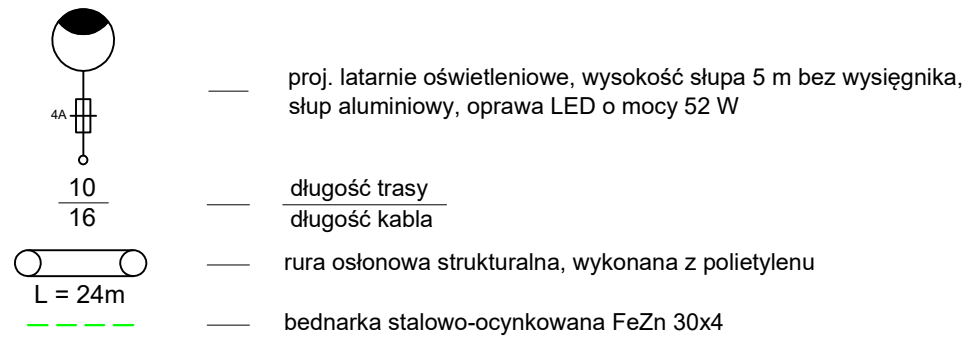 proj. latarnie oświetleniowe, wysokość słupa 5 m bez wysięgnika,
słup aluminiowy, oprawa LED o mocy 52 W
4A
10
16
długość trasy
długość kabla
rura osłonowa strukturalna, wykonana z polietylenu
L = 24m
bednarka stalowo-ocynkowana FeZn 30x4